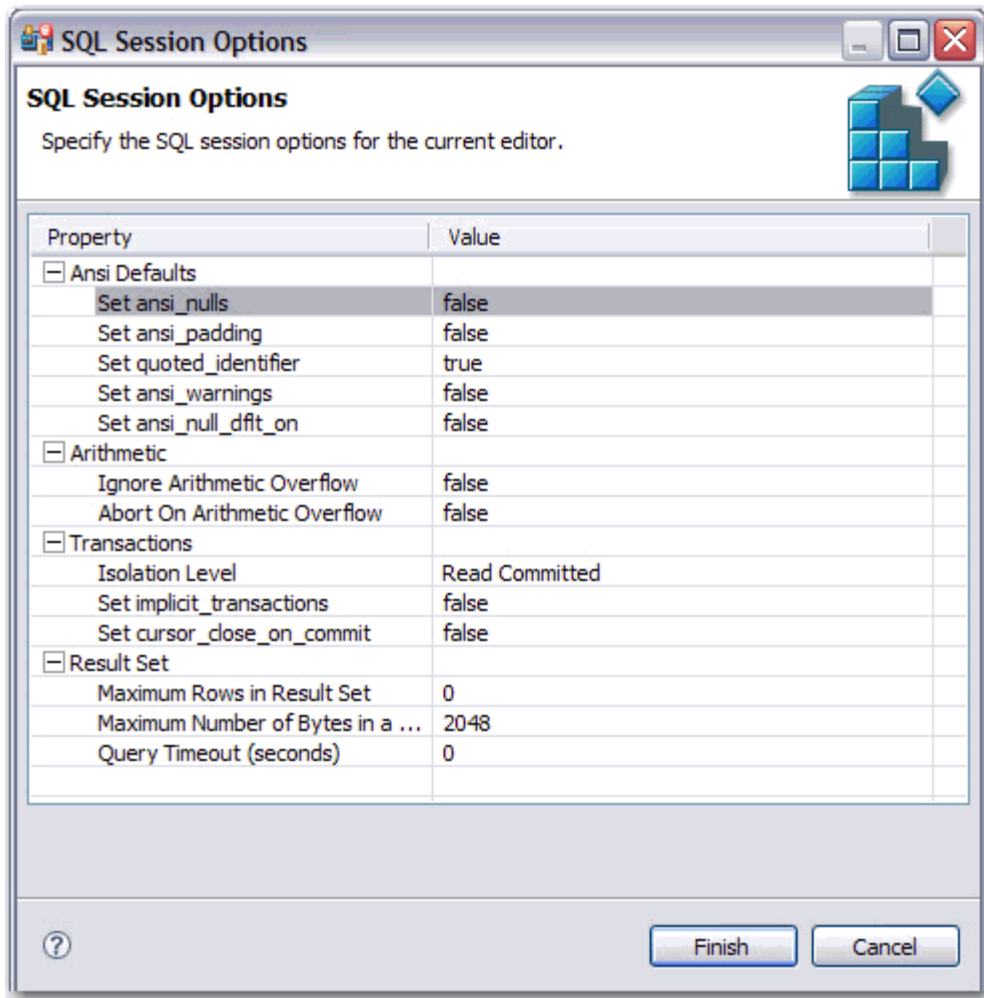 SQL Session Options
SQL Session Options
Specify the SQL session options for the current editor.
Property Value
Ansi Defaults
Set ansi_nulls false
Set ansi_padding false
Set quoted_identifier true
Set ansi_warnings false
Set ansi_null_dflt_on false
Arithmetic
Ignore Arithmetic Overflow false
Abort On Arithmetic Overflow false
Transactions
Isolation Level Read Committed
Set implicit_transactions false
Set cursor_close_on_commit false
Result Set
Maximum Rows in Result Set 0
Maximum Number of Bytes in a ... 2048
Query Timeout (seconds) 0
? Finish Cancel